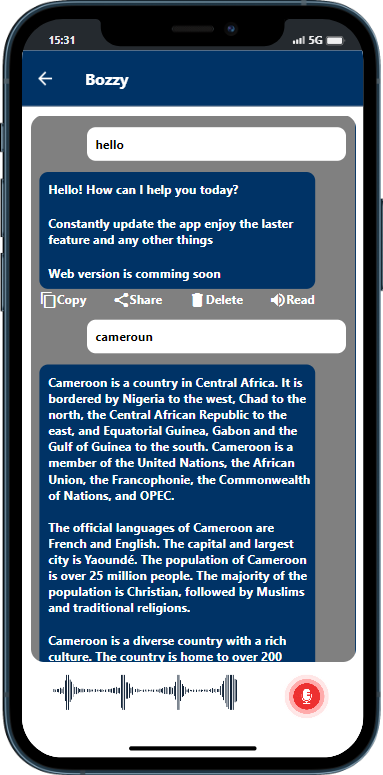 15:31
5G
Bozzy
hello
Hello! How can I help you today?
Constantly update the app enjoy the laster
feature and any other things
Web version is comming soon
Copy Share Delete Read
cameroun
Cameroon is a country in Central Africa. It is
bordered by Nigeria to the west, Chad to the
north, the Central African Republic to the
east, and Equatorial Guinea, Gabon and the
Gulf of Guinea to the south. Cameroon is a
member of the United Nations, the African
Union, the Francophonie, the Commonwealth
of Nations, and OPEC.
The official languages of Cameroon are
French and English. The capital and largest
city is Yaoundé. The population of Cameroon
is over 25 million people. The majority of the
population is Christian, followed by Muslims
and traditional religions.
Cameroon is a diverse country with a rich
culture. The country is home to over 200